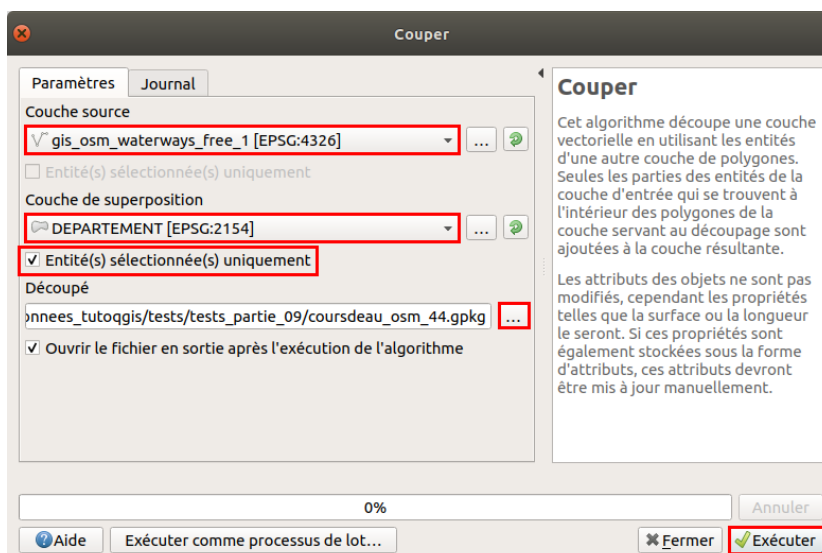 Couper
Paramètres
Journal
Couche source
gis_osm_waterways_free_1 [EPSG:4326]
...
Entité(s) sélectionnée(s) uniquement
Couche de superposition
DEPARTEMENT [EPSG:2154]
...
Entité(s) sélectionnée(s) uniquement
Découpé
onnees_tutoqgis/tests/tests_partie_09/coursdeau_osm_44.gpkg
...
Ouvrir le fichier en sortie après l'exécution de l'algorithme
Couper
Cet algorithme découpe une couche
vectorielle en utilisant les entités
d'une autre couche de polygones.
Seules les parties des entités de la
couche d'entrée qui se trouvent à
l'intérieur des polygones de la
couche servant au découpage sont
ajoutées à la couche résultante.
Les attributs des objets ne sont pas
modifiés, cependant les propriétés
telles que la surface ou la longueur
le seront. Si ces propriétés sont
également stockées sous la forme
d'attributs, ces attributs devront
être mis à jour manuellement.
0%
Annuler
Aide
Exécuter comme processus de lot...
Fermer
Exécuter